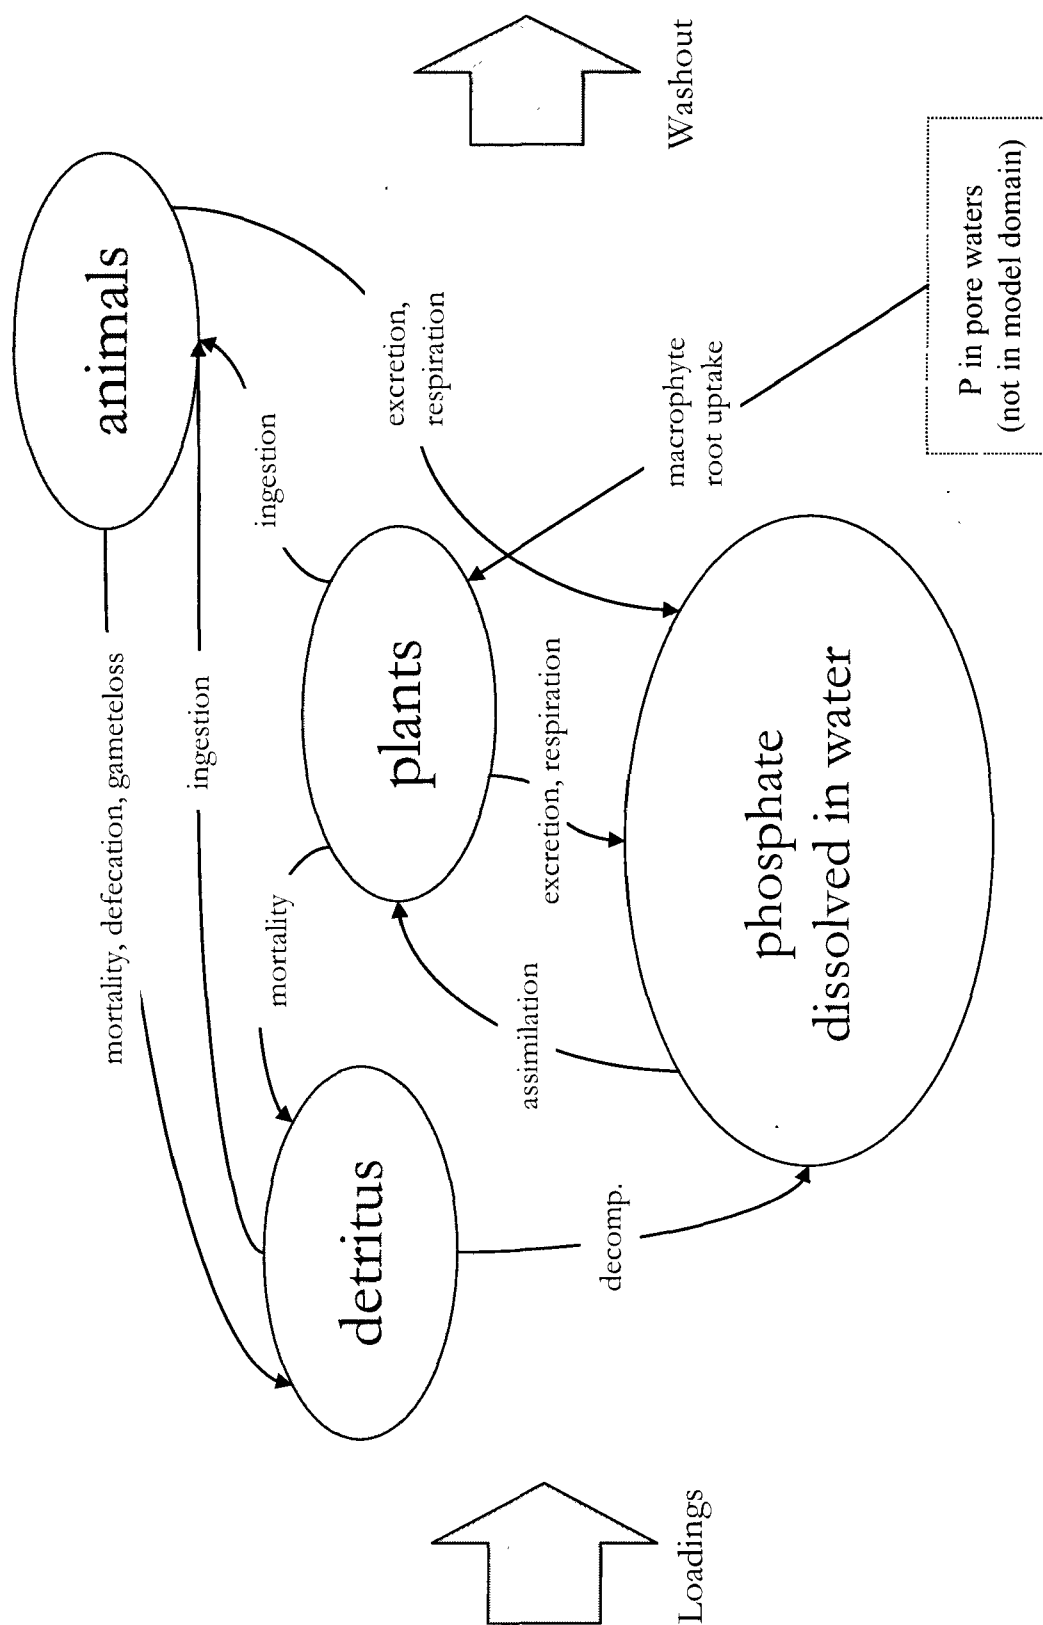 mortality, defecation, gameteloss
animals
ingestion
mortality
ingestion
detritus
plants
excretion,
respiration
assimilation
excretion, respiration
macrophyte
root uptake
decomp.
phosphate
dissolved in water
Loadings
Washout
P in pore waters
(not in model domain)